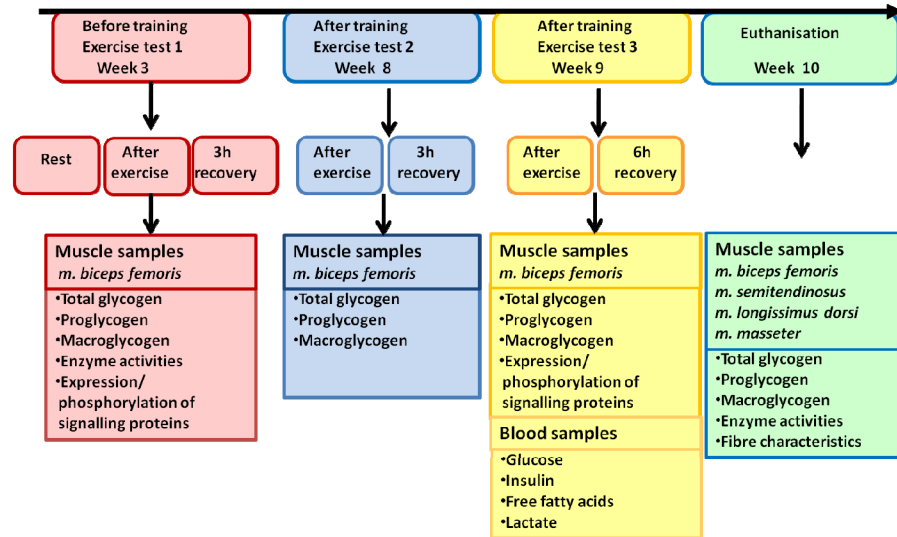 Before training
Exercise test 1
Week 3
After training
Exercise test 2
Week 8
After training
Exercise test 3
Week 9
Euthanisation
Week 10
Rest
After
exercise
3h
recovery
After
exercise
3h
recovery
After
exercise
6h
recovery
Muscle samples
m. biceps femoris
•Total glycogen
•Proglycogen
•Macroglycogen
•Enzyme activities
•Expression/
phosphorylation of
signalling proteins
Muscle samples
m. biceps femoris
•Total glycogen
•Proglycogen
•Macroglycogen
Muscle samples
m. biceps femoris
•Total glycogen
•Proglycogen
•Macroglycogen
•Expression/
phosphorylation of
signalling proteins
Blood samples
•Glucose
•Insulin
•Free fatty acids
•Lactate
Muscle samples
m. biceps femoris
m. semitendinosus
m. longissimus dorsi
m. masseter
•Total glycogen
•Proglycogen
•Macroglycogen
•Enzyme activities
•Fibre characteristics